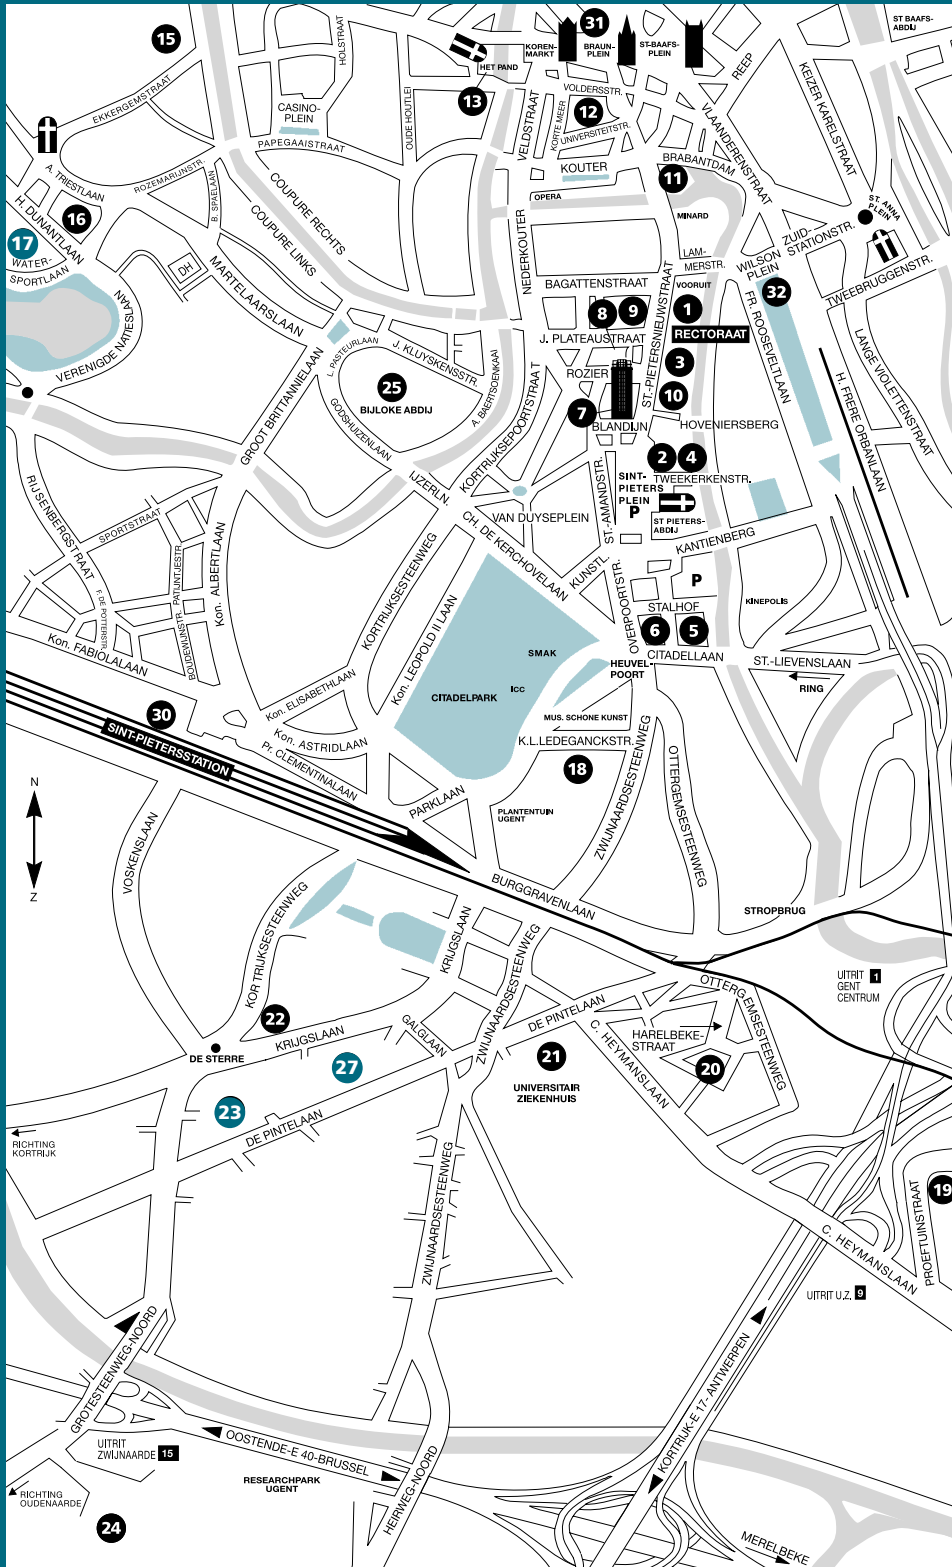 ST BAAFS-
ABDIJ
31
15
KOREN-
MARKT
BRAUN-
PLEIN
ST-BAAFS-
PLEIN
REEP
KEIZER KARELSTRAAT
HOLSTRAAT
HET PAND
EKKERGEMSTRAAT
CASINO-
PLEIN
13
OUDE HOUTLEI
VELDSTRAAT
KORTE MEER
VOLDERSSTR.
12
UNIVERSITEITSTR.
VLAANDERENSTRAAT
PAPEGAAISTRAAT
A. TRIESTLAAN
ROZEMARIJNSTR.
B. SPAELAAN
COUPURE RECHTS
COUPURE LINKS
KOUTER
BRABANTDAM
11
OPERA
MINARD
ST. ANNA
PLEIN
16
H. DUNANTLAAN
17
WATER-
SPORTLAAN
DH
MARTELAARSLAAN
NEDERKOUTER
LAM-
MERSTR.
WILSON
PLEIN
ZUID-
STATIONSTR.
TWEEBRUGGENSTR.
BAGATTENSTRAAT
VOORUIT
32
VERENIGDE NATIESLAAN
8
9
1
RECTORAAT
J. PLATEAUSTRAAT
ST.-PIETERSNIEUWSTRAAT
FR. ROOSEVELTLAAN
L. PASTEURLAAN
J. KLUYSKENSSTR.
A. BAERTSOENKAAI
ROZIER
3
25
BIJLOKE ABDIJ
GROOT BRITTANNIELAAN
GODSHUIZENLAAN
KORTRIJKSEPOORTSTRAAT
10
7
BLANDIJN
HOVENIERSBERG
H. FRERE ORBANLAAN
LANGE VIOLETTENSTRAAT
2
4
TWEEKERKENSTR.
IJZERLN.
SINT-
PIETERS
PLEIN
P
ST PIETERS-
ABDIJ
RIJSENBERGSTRAAT
SPORTSTRAAT
VAN DUYSEPLEIN
ST.-AMANDSTR.
CH. DE KERCHOVELAAN
KANTIENBERG
KUNSTL.
Kon. ALBERTLAAN
PATIJNTJESTR.
F. DE POTTERSTR.
BOUDEWIJNSTR.
KORTRIJKSESTEENWEG
Kon. LEOPOLD II LAAN
OVERPOORTSTR.
P
KINEPOLIS
STALHOF
6
5
Kon. FABIOLALAAN
SMAK
HEUVEL-
POORT
CITADELLAAN
ST.-LIEVENSLAAN
RING
Kon. ELISABETHLAAN
CITADELPARK
ICC
30
SINT-PIETERSSTATION
Kon. ASTRIDLAAN
MUS. SCHONE KUNST
K.L.LEDEGANCKSTR.
Pr. CLEMENTINALAAN
18
N
PARKLAAN
PLANTENTUIN
UGENT
ZWIJNAARDSESTEENWEG
OTTERGEMSESTEENWEG
VOSKENSLAAN
Z
BURGGRAVENLAAN
STROPBRUG
KORTRIJKSESTEENWEG
KRIJGSLAAN
ZWIJNAARDSESTEENWEG
UITRIT 1
GENT
CENTRUM
OTTERGEMSESTEENWEG
22
KRIJGSLAAN
GALGLAAN
DE PINTELAAN
HARELBEKE-
STRAAT
DE STERRE
27
21
C. HEYMANSLAAN
20
UNIVERSITAIR
ZIEKENHUIS
23
DE PINTELAAN
RICHTING
KORTRIJK
ZWIJNAARDSESTEENWEG
19
PROEFTUINSTRAAT
C. HEYMANSLAAN
UITRIT U.Z. 9
GROTESTEENWEG-NOORD
KORTRIJK-E 17- ANTWERPEN
UITRIT
ZWIJNAARDE 15
OOSTENDE-E 40-BRUSSEL
RESEARCHPARK
UGENT
HEIRWEG-NOORD
RICHTING
OUDENAARDE
24
MERELBEKE